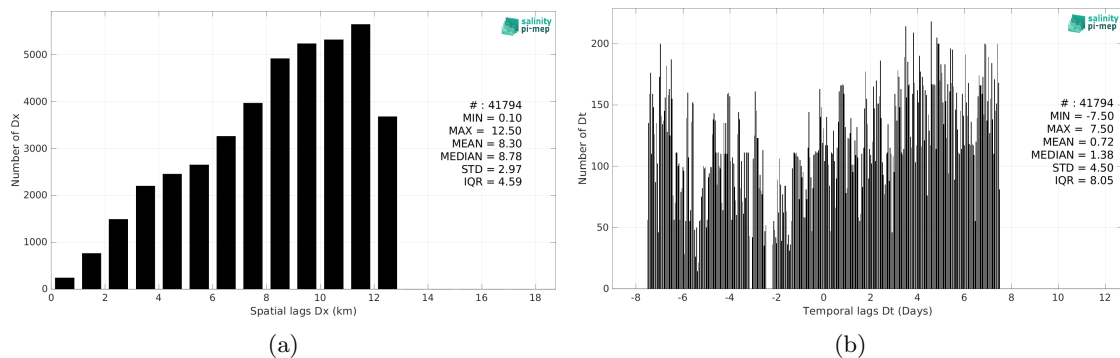 salinity
pi-mep
Number of Dx
5000
4000
3000
2000
1000
0
# : 41794
MIN = 0.10
MAX = 12.50
MEAN = 8.30
MEDIAN = 8.78
STD = 2.97
IQR = 4.59
0 2 4 6 8 10 12 14 16 18
Spatial lags Dx (km)
(a)
salinity
pi-mep
Number of Dt
200
150
100
50
0
# : 41794
MIN = -7.50
MAX = 7.50
MEAN = 0.72
MEDIAN = 1.38
STD = 4.50
IQR = 8.05
-8 -6 -4 -2 0 2 4 6 8 10 12
Temporal lags Dt (Days)
(b)